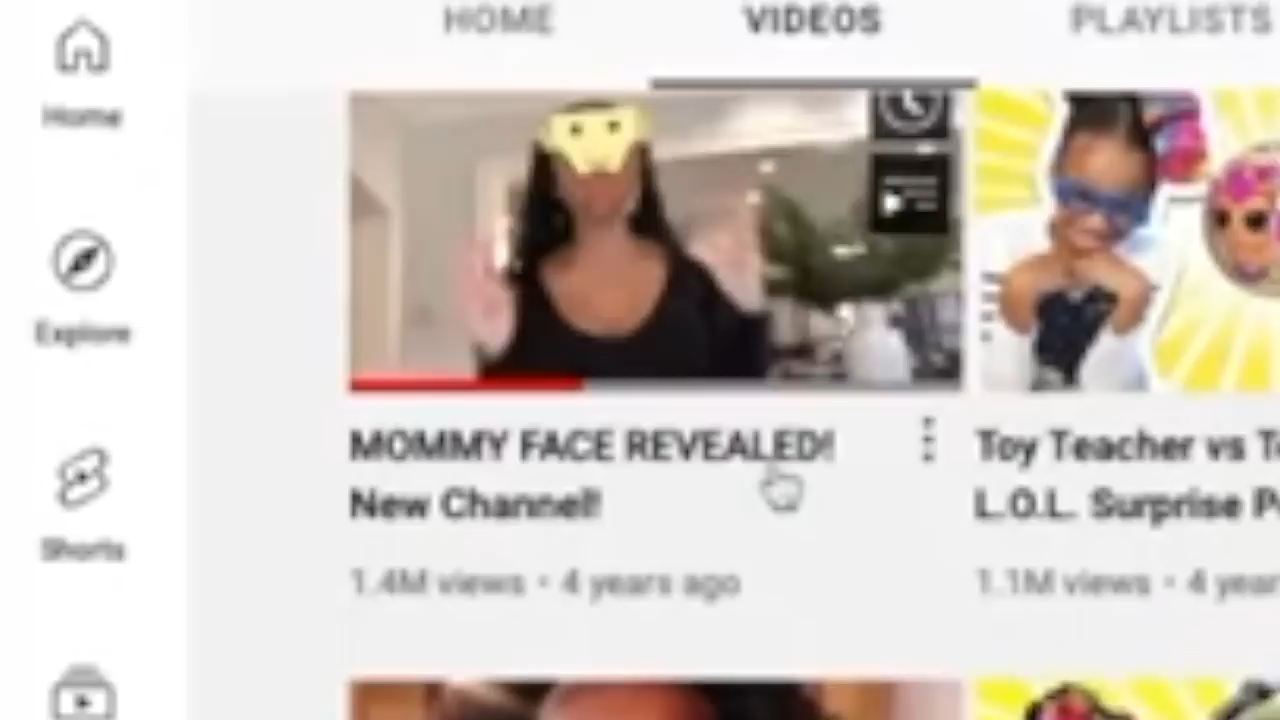 HOME
VIDEOS
PLAYLISTS
Home
Explore
Shorts
MOMMY FACE REVEALED!
New Channel!
1.4M views • 4 years ago
Toy Teacher vs
L.O.L. Surprise
1.1M views • 4